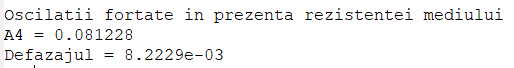 Oscilatii fortate in prezenta rezistentei mediului
A4 = 0.081228
Defazajul = 8.2229e-03